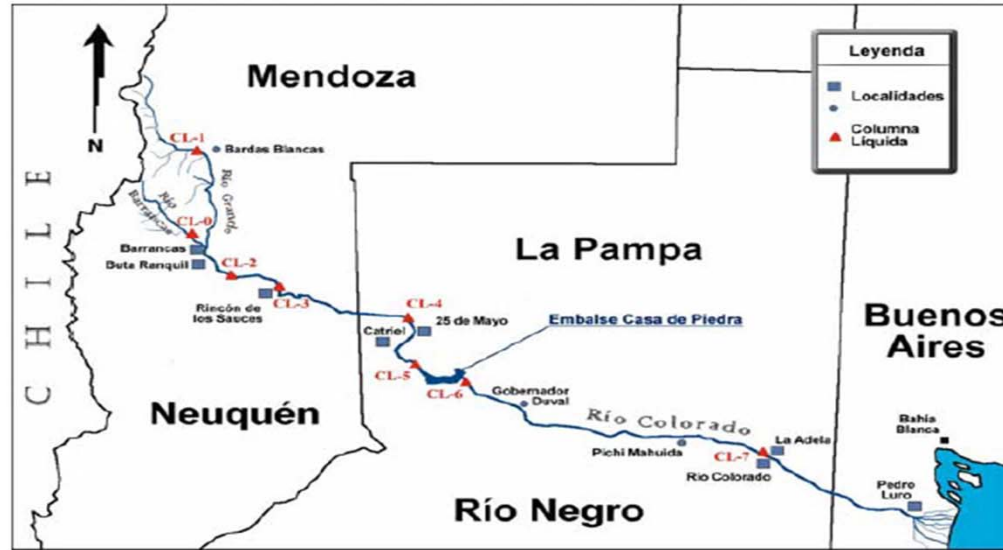 Leyenda
Localidades
Columna
Líquida
N
CHILE
Mendoza
CL-1
Bardas Blancas
Río Grande
Río
Barrancas
CL-0
Barrancas
Buta Ranquil
CL-2
Rincón de
los Sauces
CL-3
La Pampa
CL-4
25 de Mayo
Catriel
Embalse Casa de Piedra
CL-5
CL-6
Buenos
Aires
Neuquén
Gobernador
Duval
Río Colorado
Pichi Mahuida
La Adela
CL-7
Río Colorado
Bahía
Blanca
Pedro
Luro
Río Negro